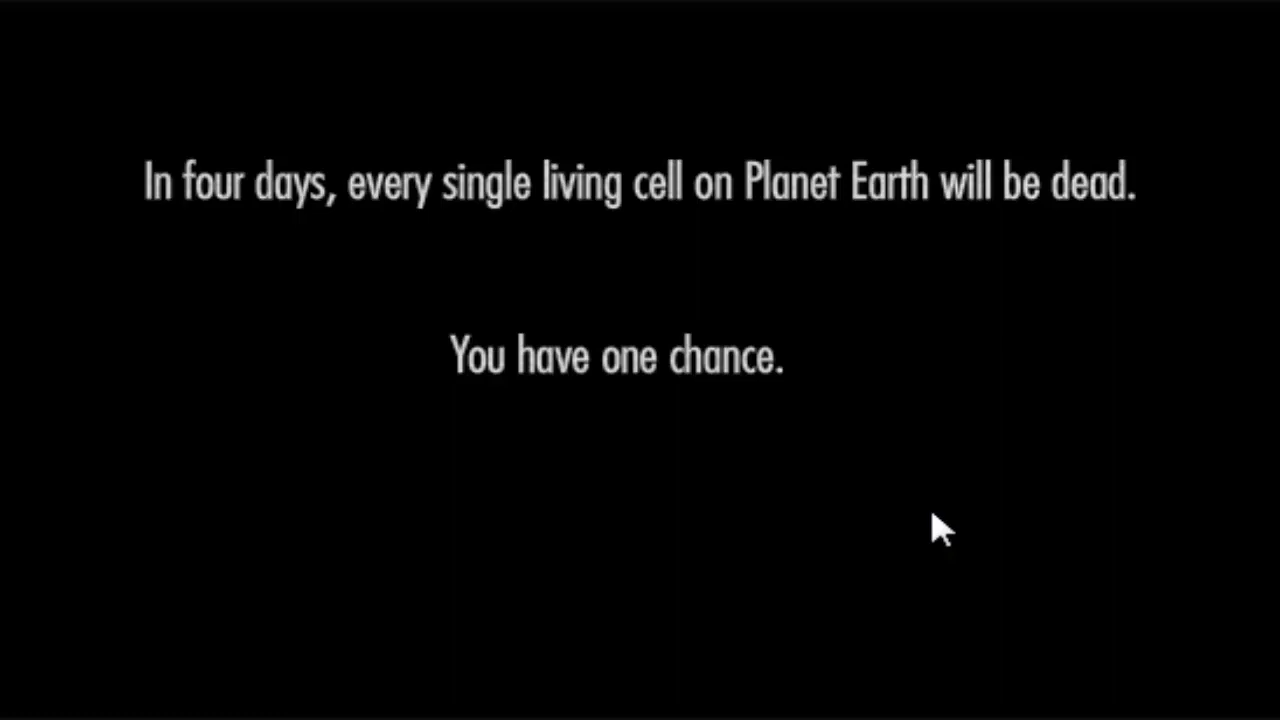 In four days, every single living cell on Planet Earth will be dead.
You have one chance.